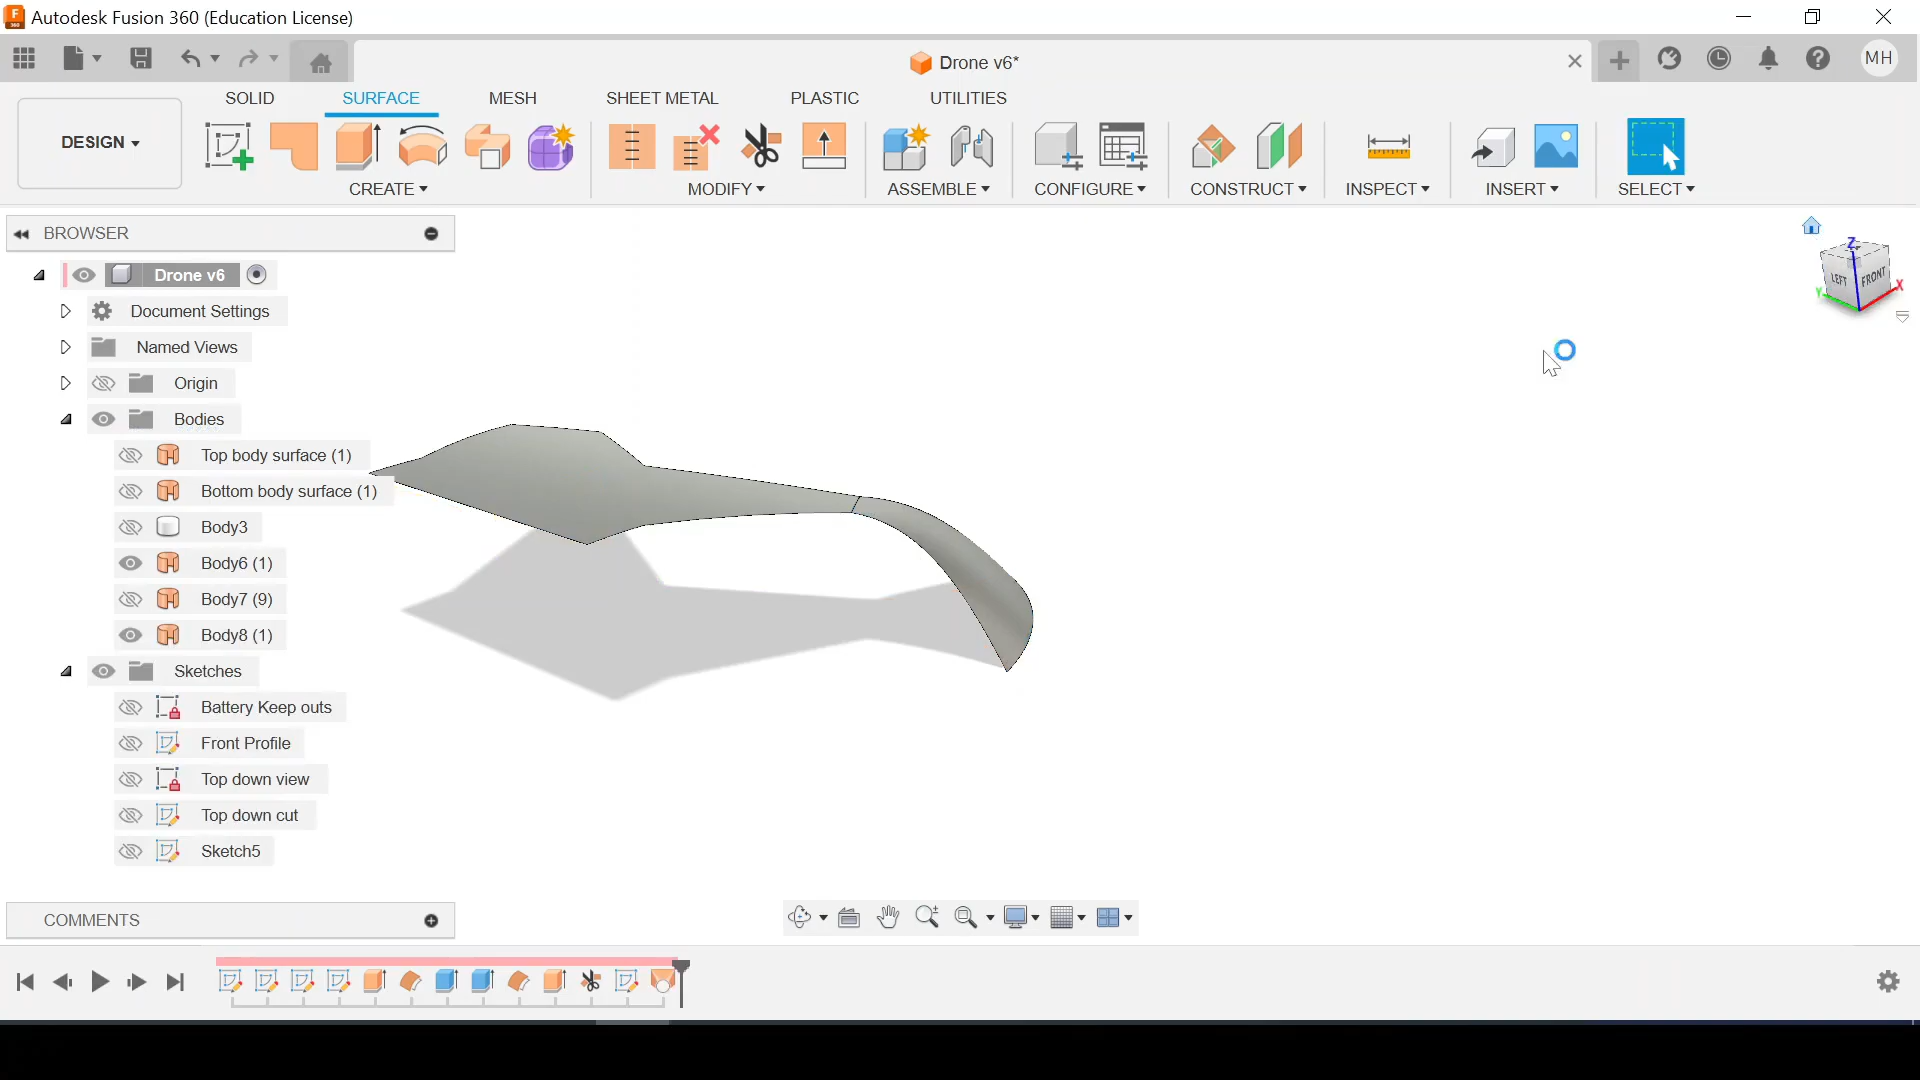 Autodesk Fusion 360 (Education License)
Drone v6*
MH
SOLID
SURFACE
MESH
SHEET METAL
PLASTIC
UTILITIES
DESIGN
CREATE
MODIFY
ASSEMBLE
CONFIGURE
CONSTRUCT
INSPECT
INSERT
SELECT
BROWSER
Z
LEFT
FRONT
X
Y
Drone v6
Document Settings
Named Views
Origin
Bodies
Top body surface (1)
Bottom body surface (1)
Body3
Body6 (1)
Body7 (9)
Body8 (1)
Sketches
Battery Keep outs
Front Profile
Top down view
Top down cut
Sketch5
COMMENTS